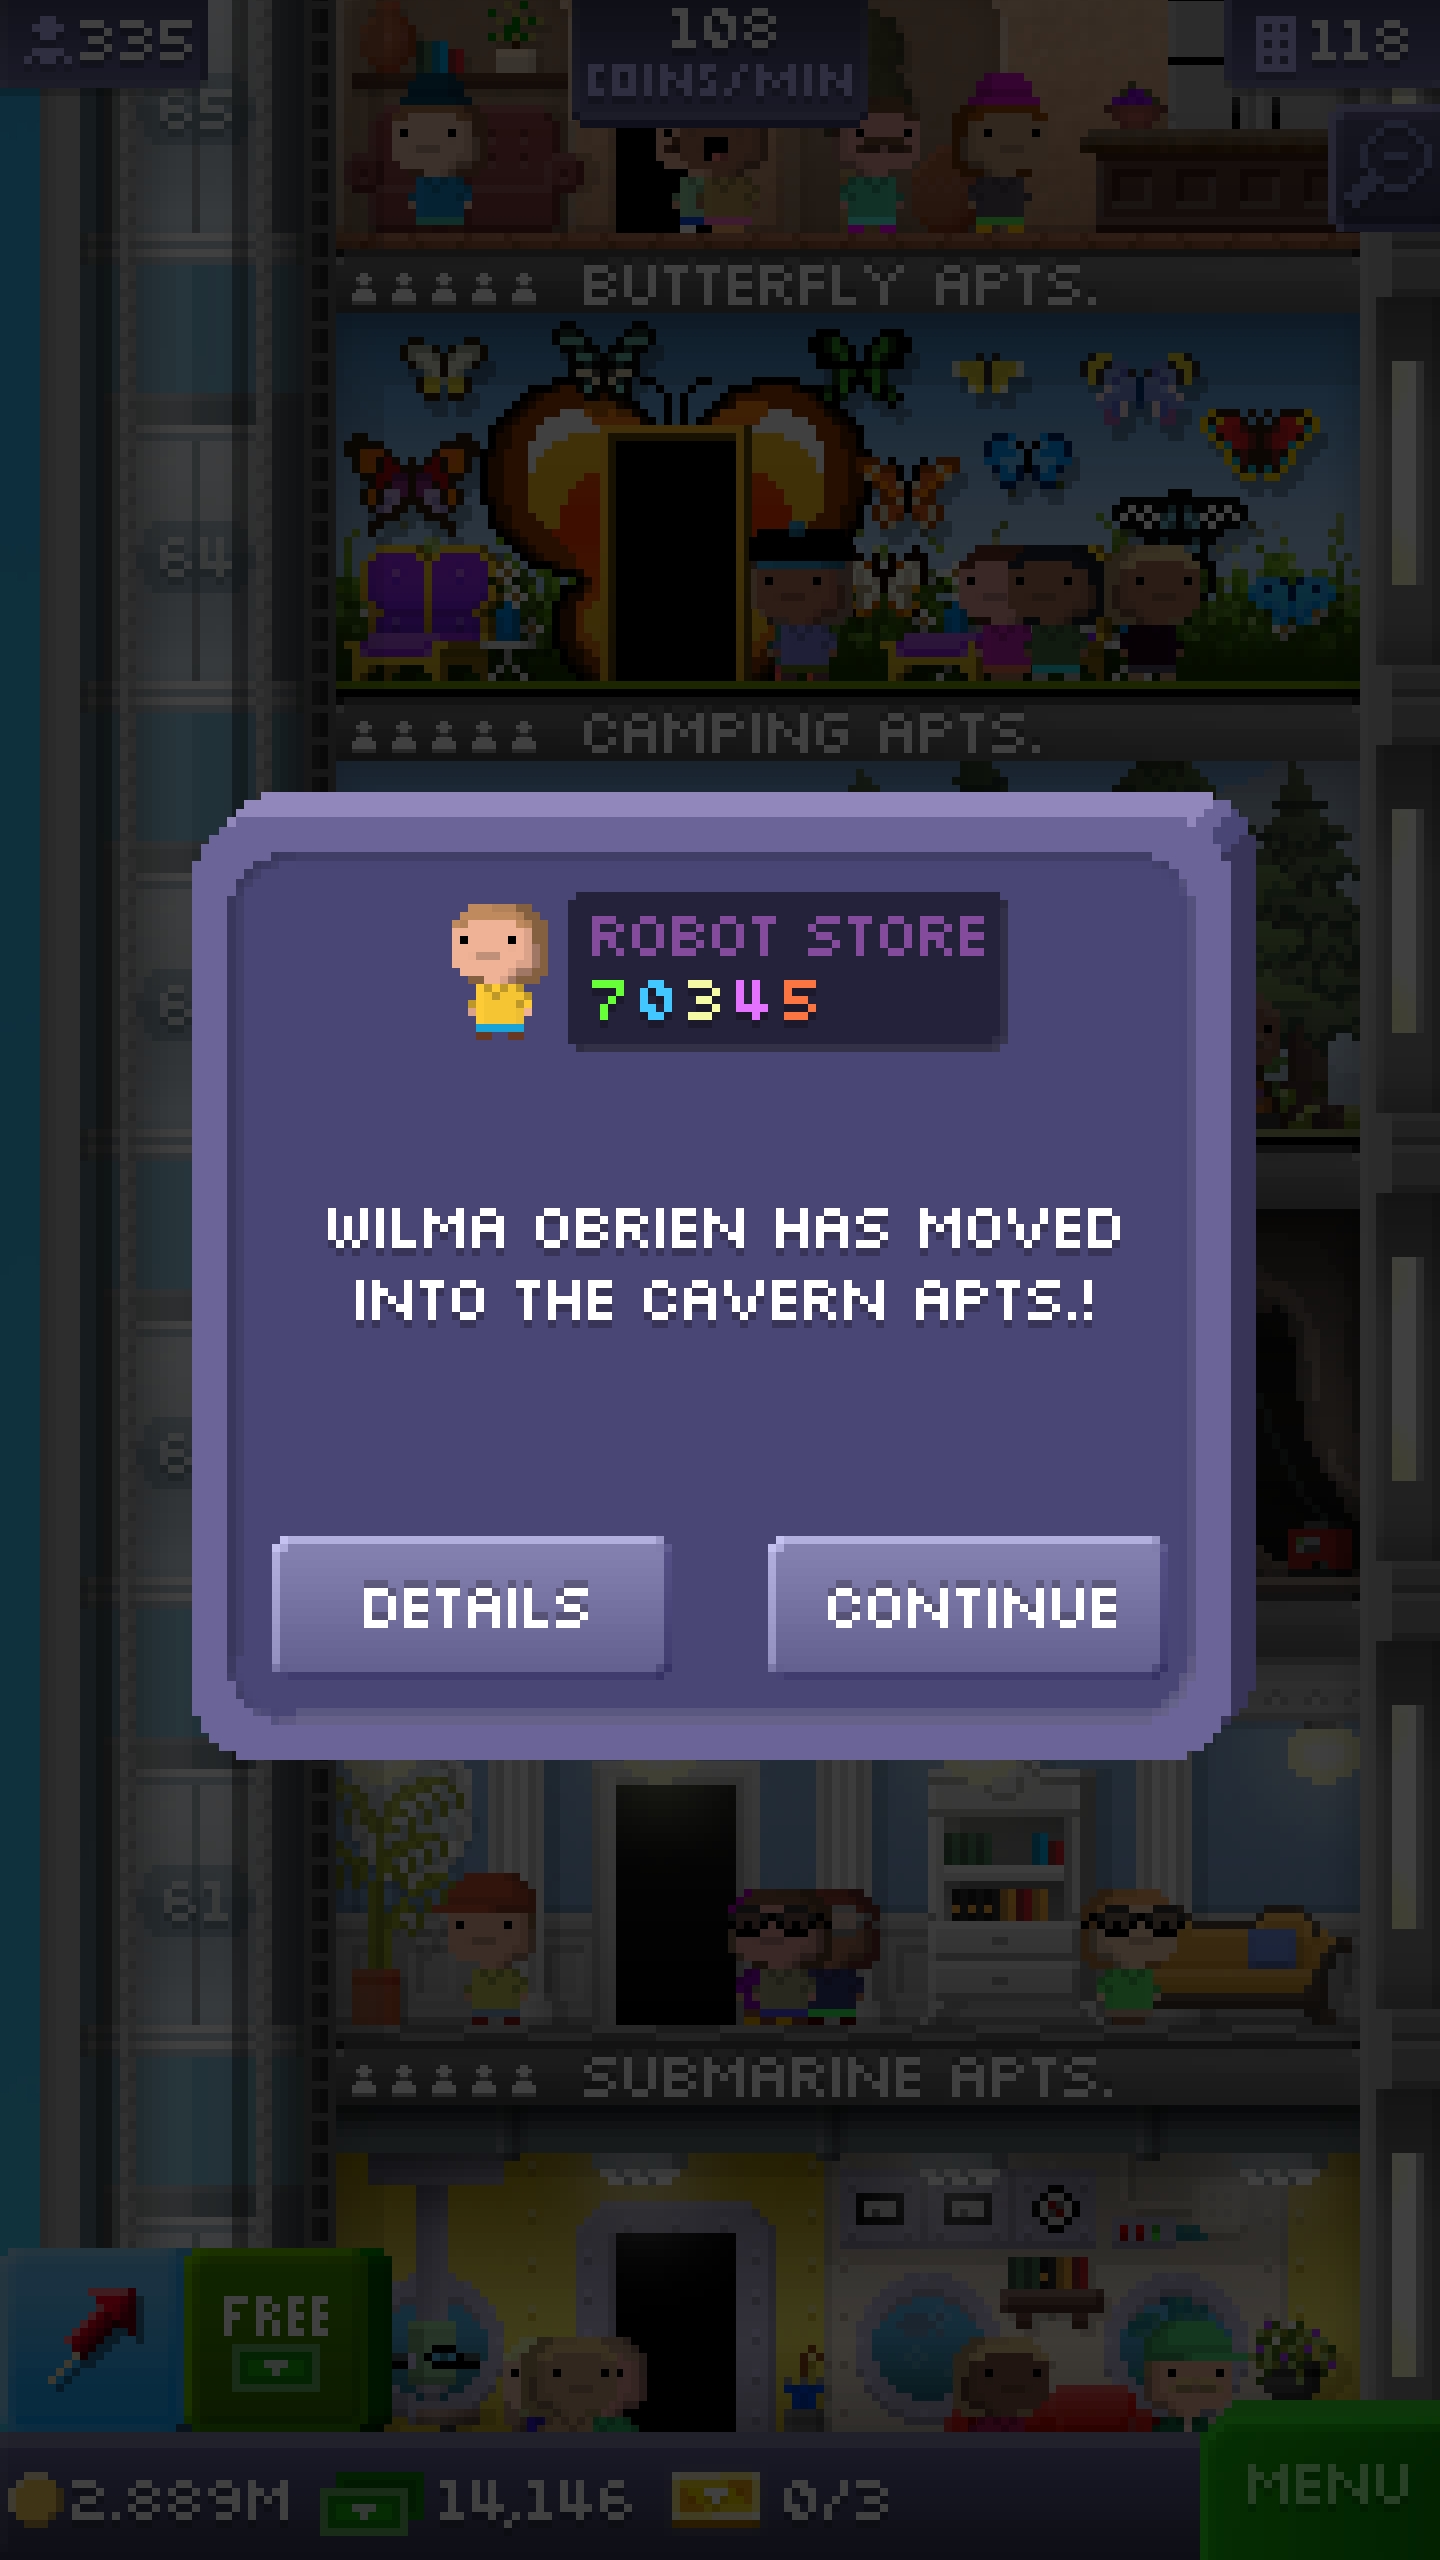 335
108
COINS/MIN
118
65
BUTTERFLY APTS.
64
CAMPING APTS.
ROBOT STORE
70345
WILMA OBRIEN HAS MOVED
INTO THE CAVERN APTS.!
DETAILS
CONTINUE
61
SUBMARINE APTS.
FREE
2.889M
14,146
0/3
MENU